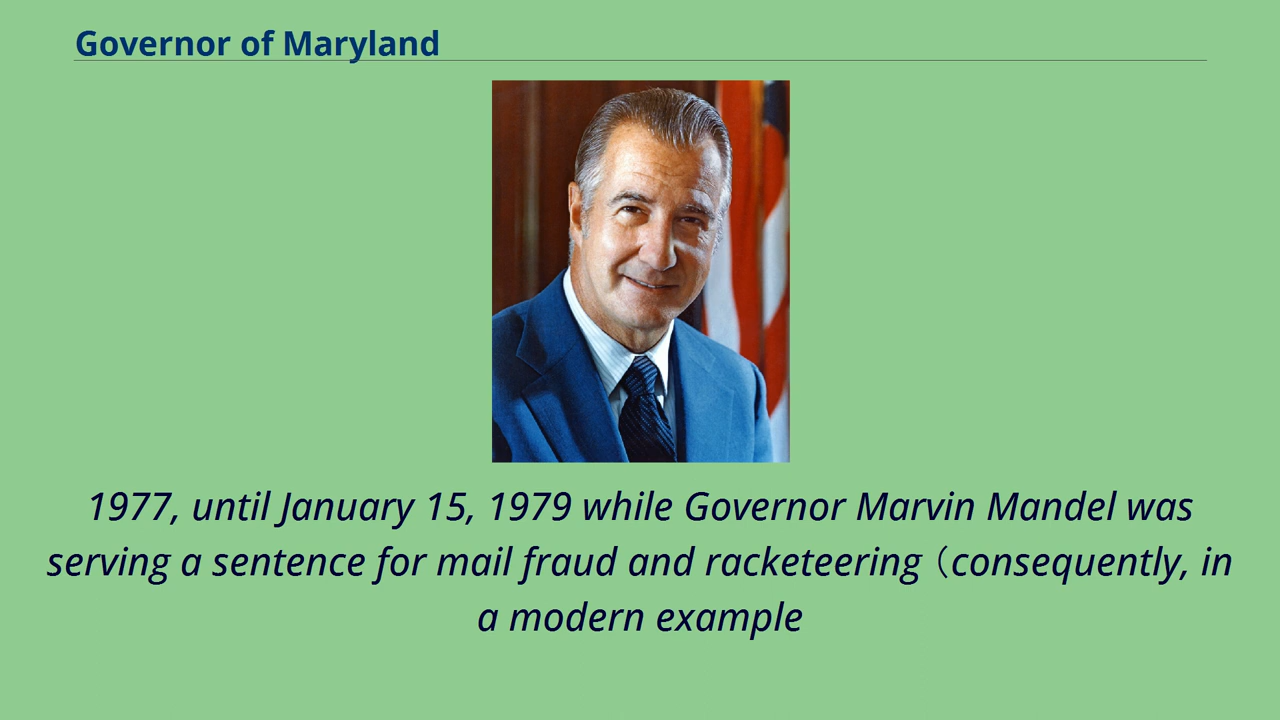 Governor of Maryland
1977, until January 15, 1979 while Governor Marvin Mandel was
serving a sentence for mail fraud and racketeering (consequently, in
a modern example